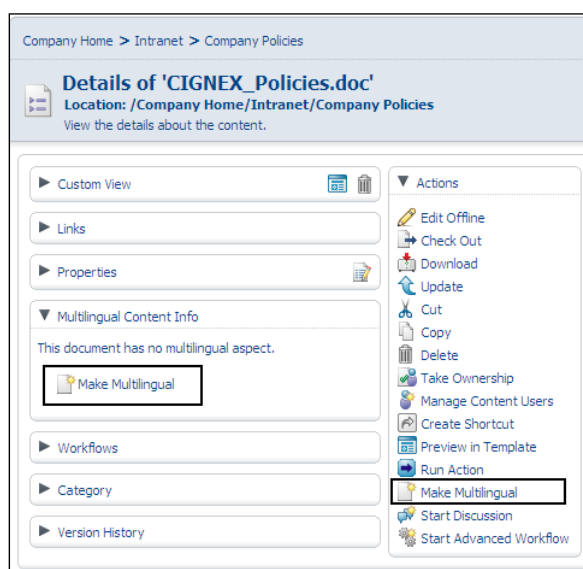 Company Home > Intranet > Company Policies
Details of 'CIGNEX_Policies.doc'
Location: /Company Home/Intranet/Company Policies
View the details about the content.
Custom View
Links
Properties
Multilingual Content Info
This document has no multilingual aspect.
Make Multilingual
Workflows
Category
Version History
Actions
Edit Offline
Check Out
Download
Update
Cut
Copy
Delete
Take Ownership
Manage Content Users
Create Shortcut
Preview in Template
Run Action
Make Multilingual
Start Discussion
Start Advanced Workflow